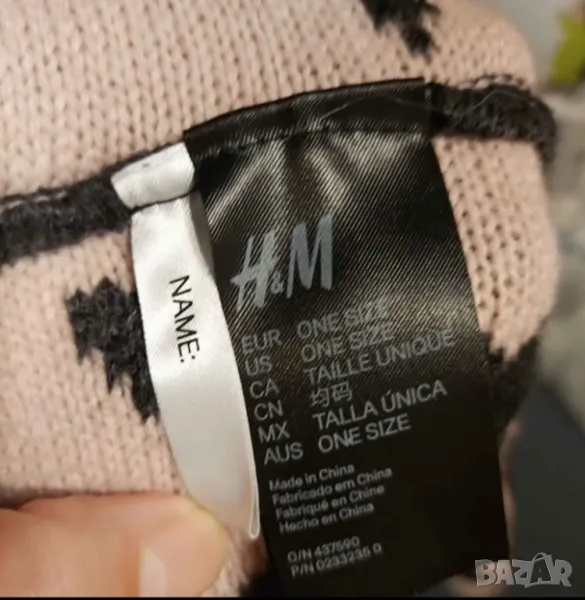 H&M
NAME:
EUR ONE SIZE
US ONE SIZE
CA TAILLE UNIQUE
CN 均码
MX TALLA ÚNICA
AUS ONE SIZE
Made in China
Fabricado em China
Fabriqué en Chine
Hecho en China
O/N 437590
P/N 0233235 0
BAZAR